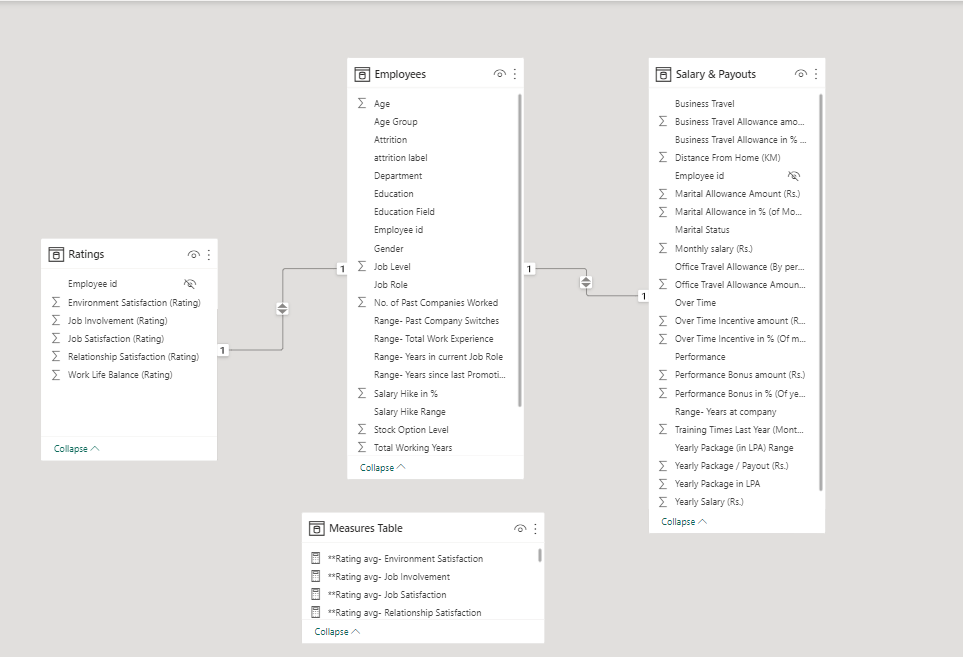 Employees
Age
Age Group
Attrition
attrition label
Department
Education
Education Field
Employee id
Gender
Job Level
Job Role
No. of Past Companies Worked
Range- Past Company Switches
Range- Total Work Experience
Range- Years in current Job Role
Range- Years since last Promoti...
Salary Hike in %
Salary Hike Range
Stock Option Level
Total Working Years
Collapse
Salary & Payouts
Business Travel
Business Travel Allowance amo...
Business Travel Allowance in % ...
Distance From Home (KM)
Employee id
Marital Allowance Amount (Rs.)
Marital Allowance in % (of Mo...
Marital Status
Monthly salary (Rs.)
Office Travel Allowance (By per...
Office Travel Allowance Amoun...
Over Time
Over Time Incentive amount (R...
Over Time Incentive in % (Of m...
Performance
Performance Bonus amount (Rs.)
Performance Bonus in % (Of ye...
Range- Years at company
Training Times Last Year (Mont...
Yearly Package (in LPA) Range
Yearly Package / Payout (Rs.)
Yearly Package in LPA
Yearly Salary (Rs.)
Collapse
Ratings
Employee id
Environment Satisfaction (Rating)
Job Involvement (Rating)
Job Satisfaction (Rating)
Relationship Satisfaction (Rating)
Work Life Balance (Rating)
Collapse
1
1
1
1
Measures Table
**Rating avg- Environment Satisfaction
**Rating avg- Job Involvement
**Rating avg- Job Satisfaction
**Rating avg- Relationship Satisfaction
Collapse